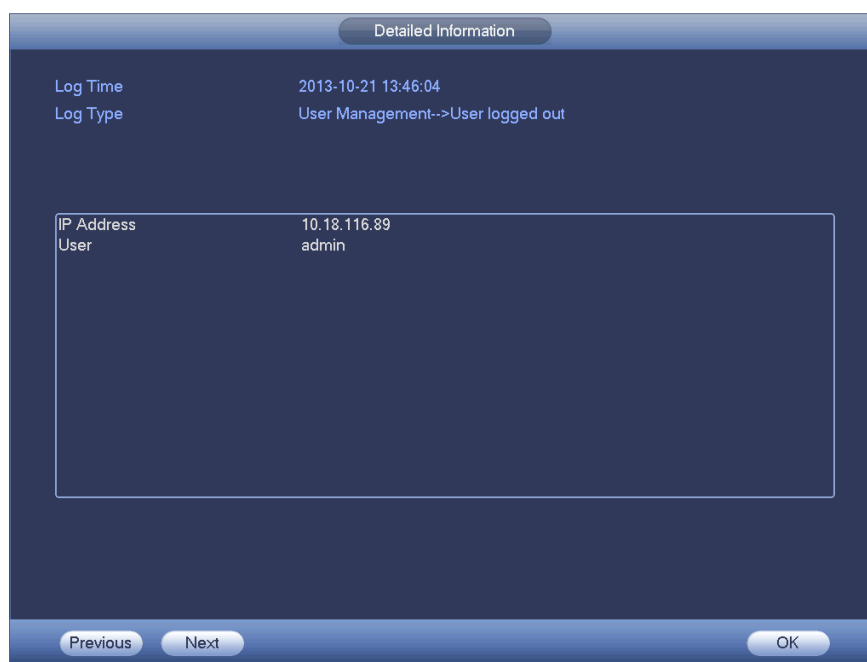 Detailed Information
Log Time 2013-10-21 13:46:04
Log Type User Management-->User logged out
IP Address 10.18.116.89
User admin
Previous Next OK